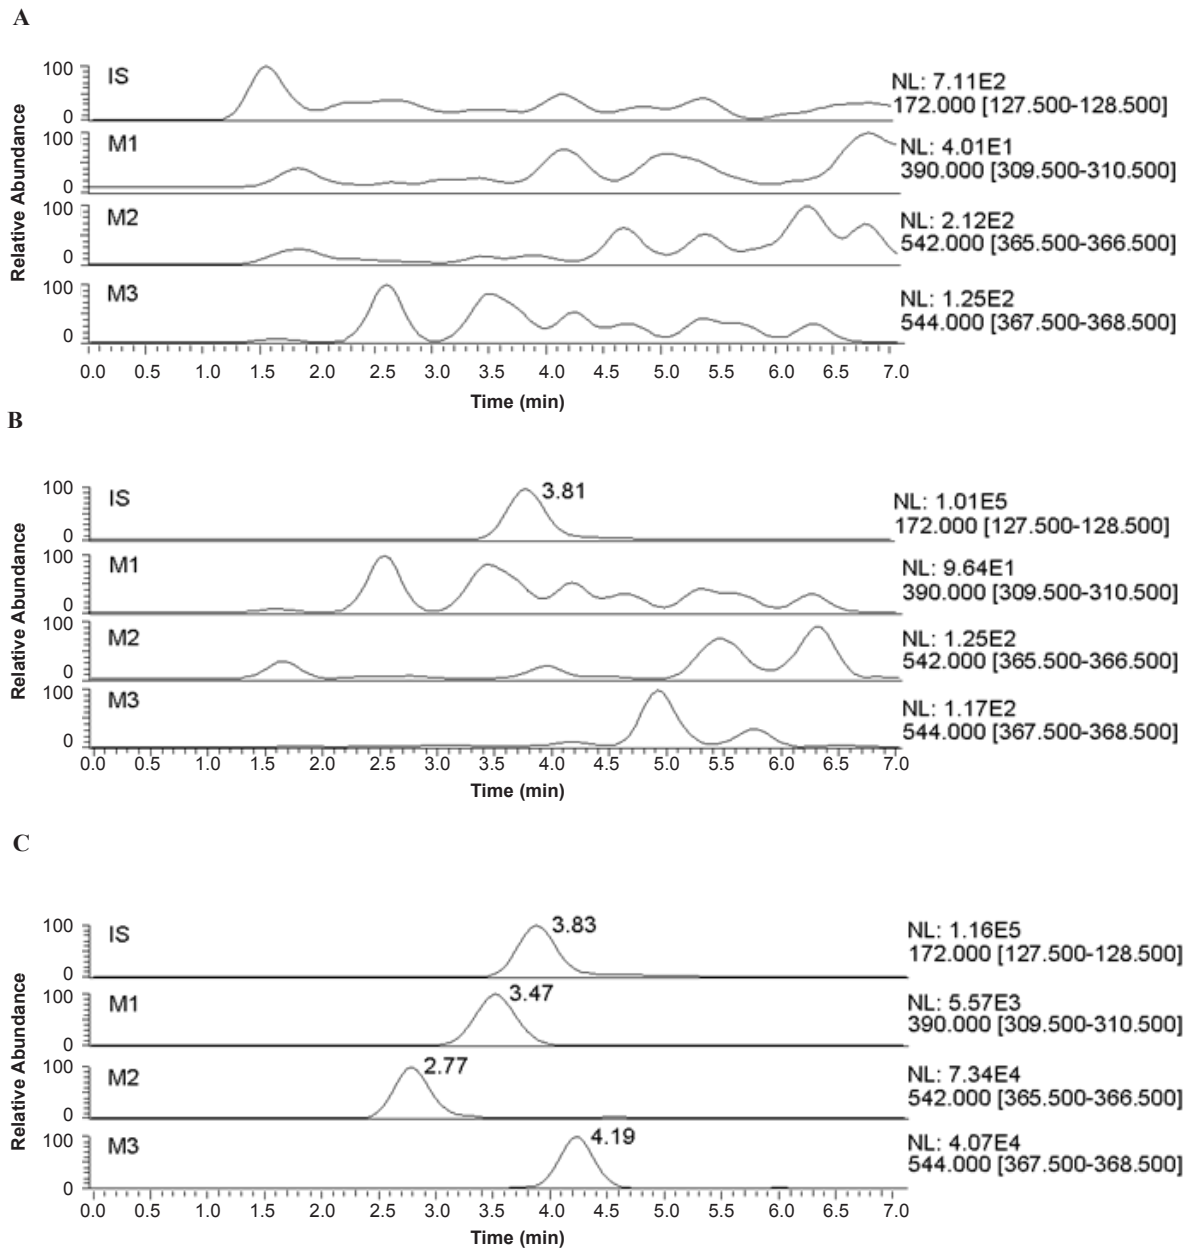 A
Relative Abundance
100
0
IS
NL: 7.11E2
172.000 [127.500-128.500]
100
0
M1
NL: 4.01E1
390.000 [309.500-310.500]
100
0
M2
NL: 2.12E2
542.000 [365.500-366.500]
100
0
M3
NL: 1.25E2
544.000 [367.500-368.500]
0.0 0.5 1.0 1.5 2.0 2.5 3.0 3.5 4.0 4.5 5.0 5.5 6.0 6.5 7.0
Time (min)
B
Relative Abundance
100
0
IS
3.81
NL: 1.01E5
172.000 [127.500-128.500]
100
0
M1
NL: 9.64E1
390.000 [309.500-310.500]
100
0
M2
NL: 1.25E2
542.000 [365.500-366.500]
100
0
M3
NL: 1.17E2
544.000 [367.500-368.500]
0.0 0.5 1.0 1.5 2.0 2.5 3.0 3.5 4.0 4.5 5.0 5.5 6.0 6.5 7.0
Time (min)
C
Relative Abundance
100
0
IS
3.83
NL: 1.16E5
172.000 [127.500-128.500]
100
0
M1
3.47
NL: 5.57E3
390.000 [309.500-310.500]
100
0
M2
2.77
NL: 7.34E4
542.000 [365.500-366.500]
100
0
M3
4.19
NL: 4.07E4
544.000 [367.500-368.500]
0.0 0.5 1.0 1.5 2.0 2.5 3.0 3.5 4.0 4.5 5.0 5.5 6.0 6.5 7.0
Time (min)